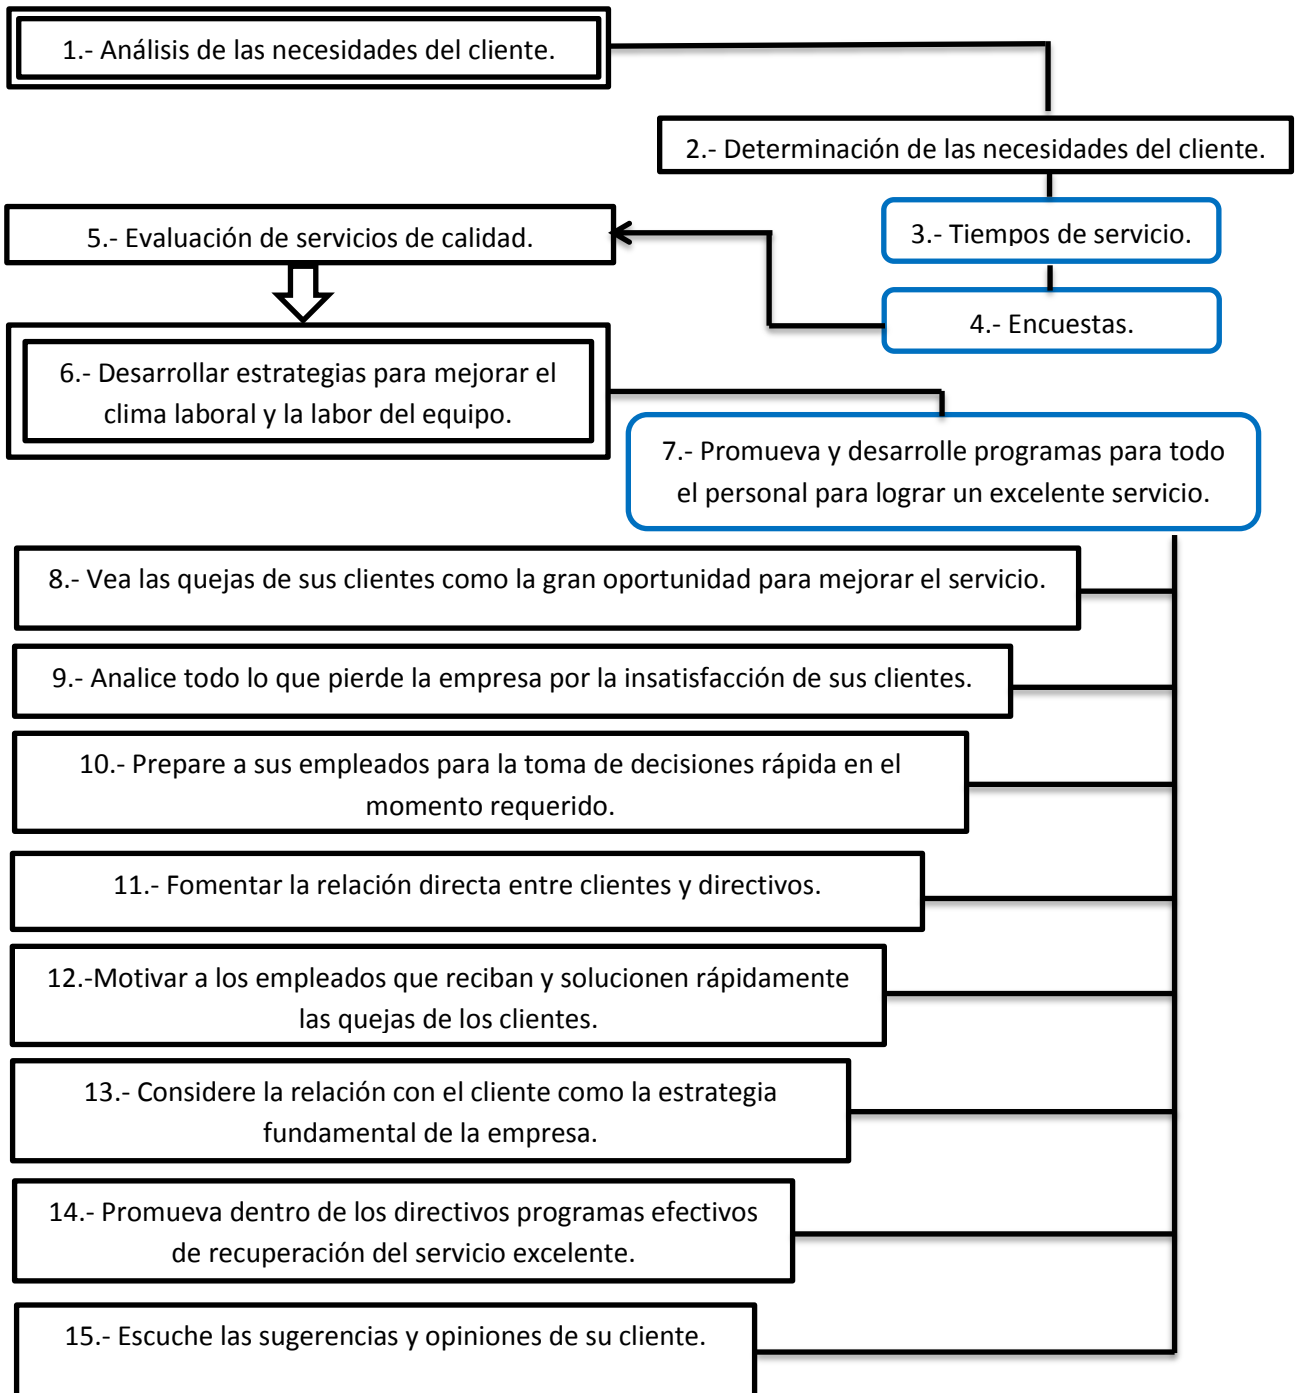 1.- Análisis de las necesidades del cliente.
2.- Determinación de las necesidades del cliente.
3.- Tiempos de servicio.
4.- Encuestas.
5.- Evaluación de servicios de calidad.
6.- Desarrollar estrategias para mejorar el
clima laboral y la labor del equipo.
7.- Promueva y desarrolle programas para todo
el personal para lograr un excelente servicio.
8.- Vea las quejas de sus clientes como la gran oportunidad para mejorar el servicio.
9.- Analice todo lo que pierde la empresa por la insatisfacción de sus clientes.
10.- Prepare a sus empleados para la toma de decisiones rápida en el
momento requerido.
11.- Fomentar la relación directa entre clientes y directivos.
12.-Motivar a los empleados que reciban y solucionen rápidamente
las quejas de los clientes.
13.- Considere la relación con el cliente como la estrategia
fundamental de la empresa.
14.- Promueva dentro de los directivos programas efectivos
de recuperación del servicio excelente.
15.- Escuche las sugerencias y opiniones de su cliente.